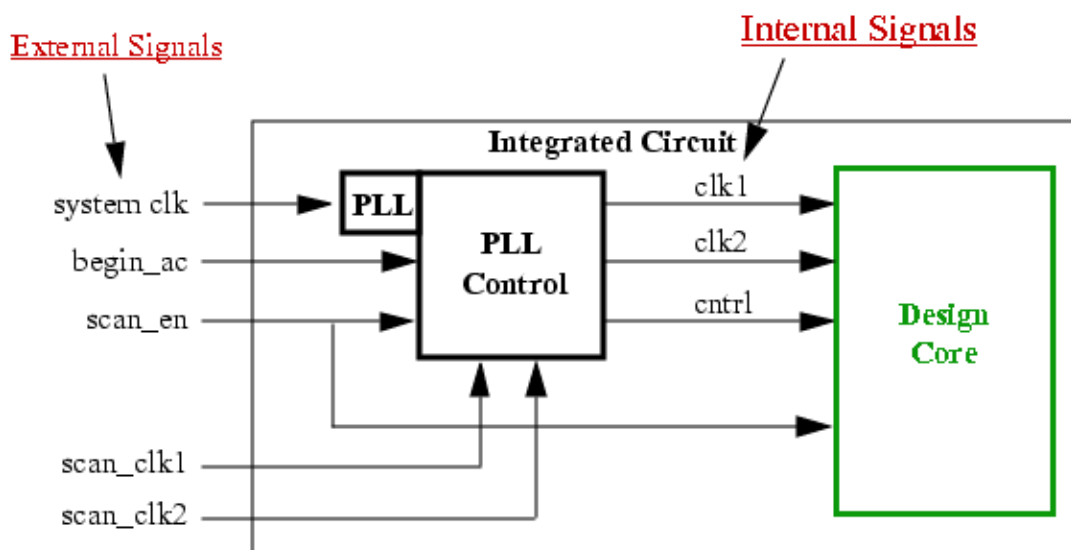 External Signals
Internal Signals
Integrated Circuit
system clk
PLL
clk1
begin_ac
PLL
Control
clk2
scan_en
cntrl
Design
Core
scan_clk1
scan_clk2